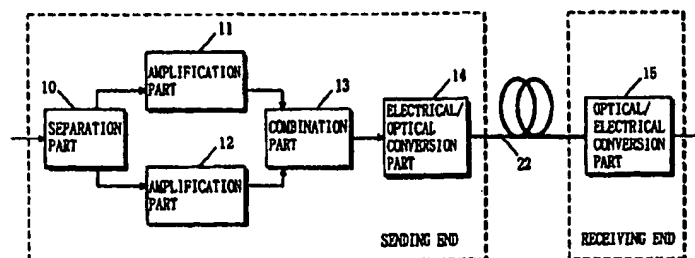 11
AMPLIFICATION
PART
10
SEPARATION
PART
12
AMPLIFICATION
PART
13
COMBINATION
PART
14
ELECTRICAL/
OPTICAL
CONVERSION
PART
22
15
OPTICAL/
ELECTRICAL
CONVERSION
PART
SENDING END
RECEIVING END